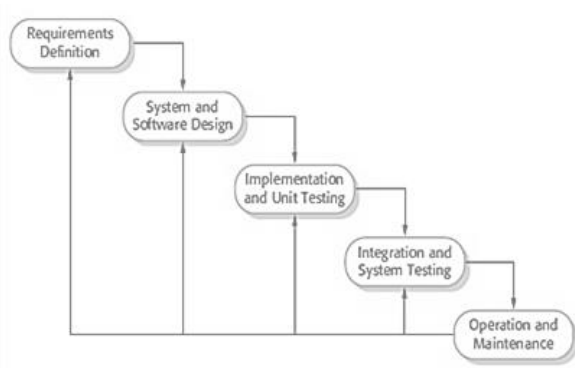 Requirements
Definition
System and
Software Design
Implementation
and Unit Testing
Integration and
System Testing
Operation and
Maintenance